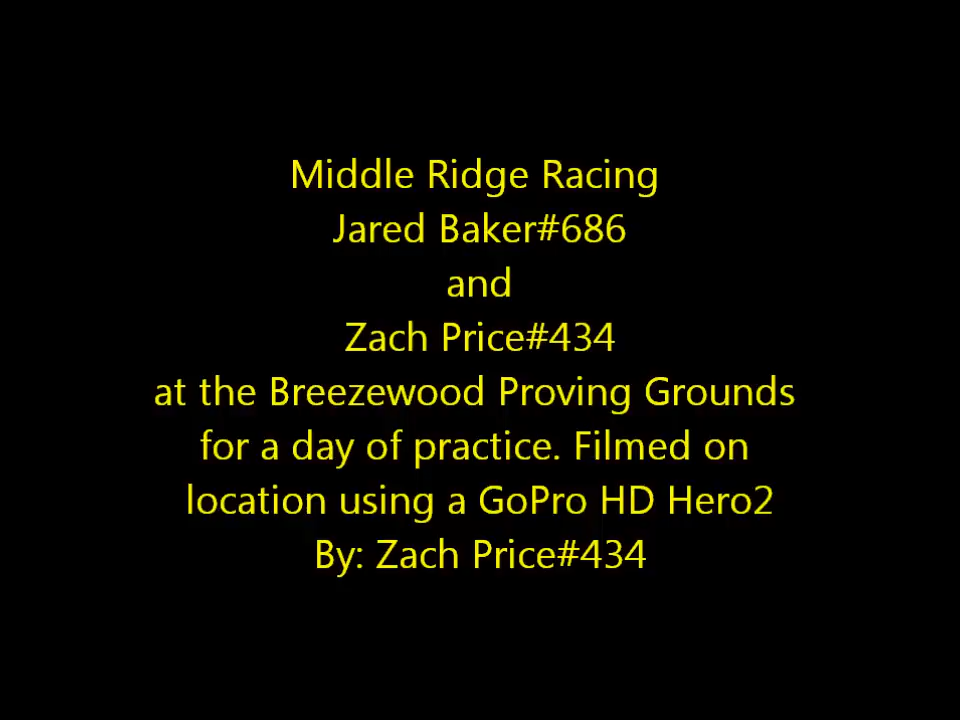 Middle Ridge Racing
Jared Baker#686
and
Zach Price#434
at the Breezewood Proving Grounds
for a day of practice. Filmed on
location using a GoPro HD Hero2
By: Zach Price#434